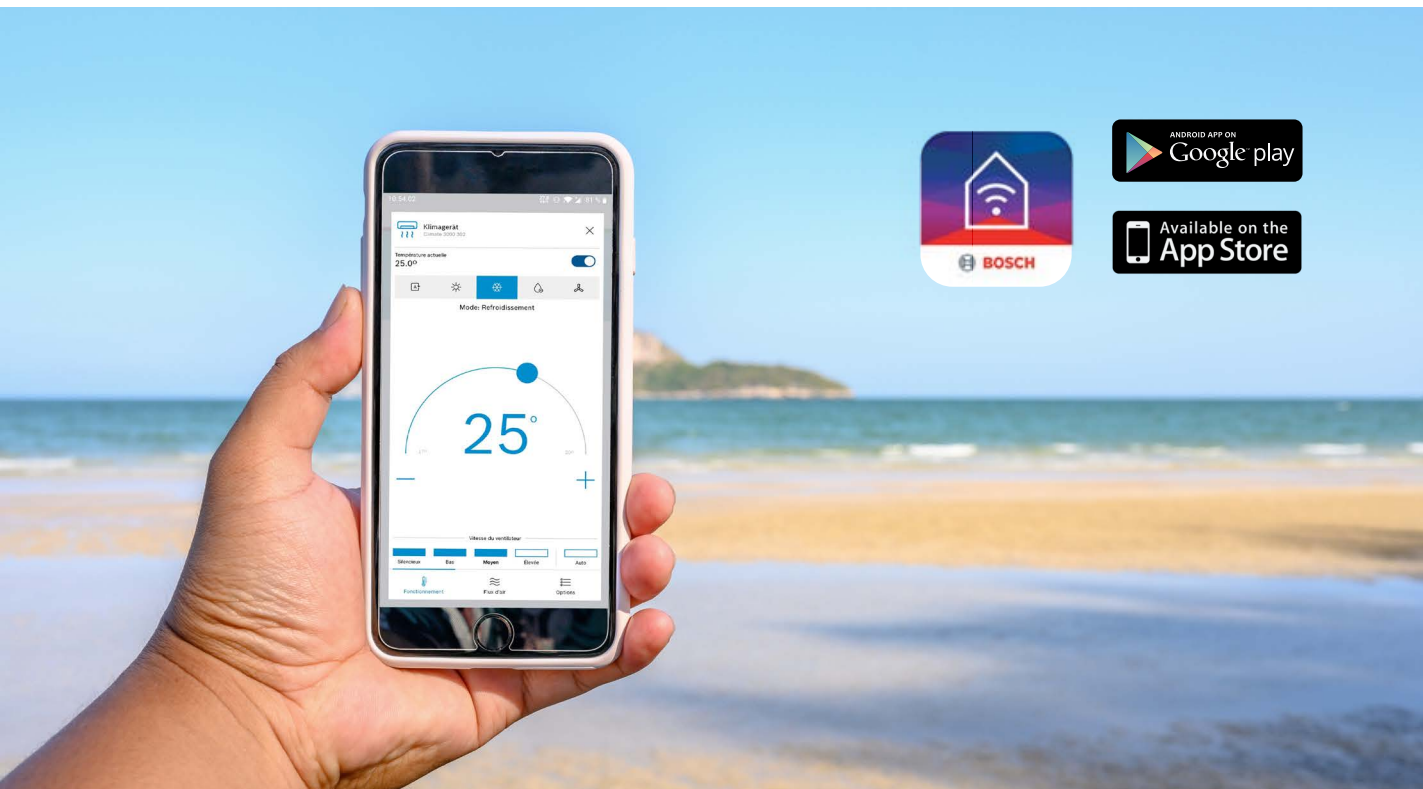 Klimagerät
Température actuelle
25.0°
Mode: Refroidissement
25°
Vitesse du ventilateur
Silencieux Bas Moyen Élevée Auto
Fonctionnement Flux d'air Options
BOSCH
ANDROID APP ON
Google play
Available on the
App Store